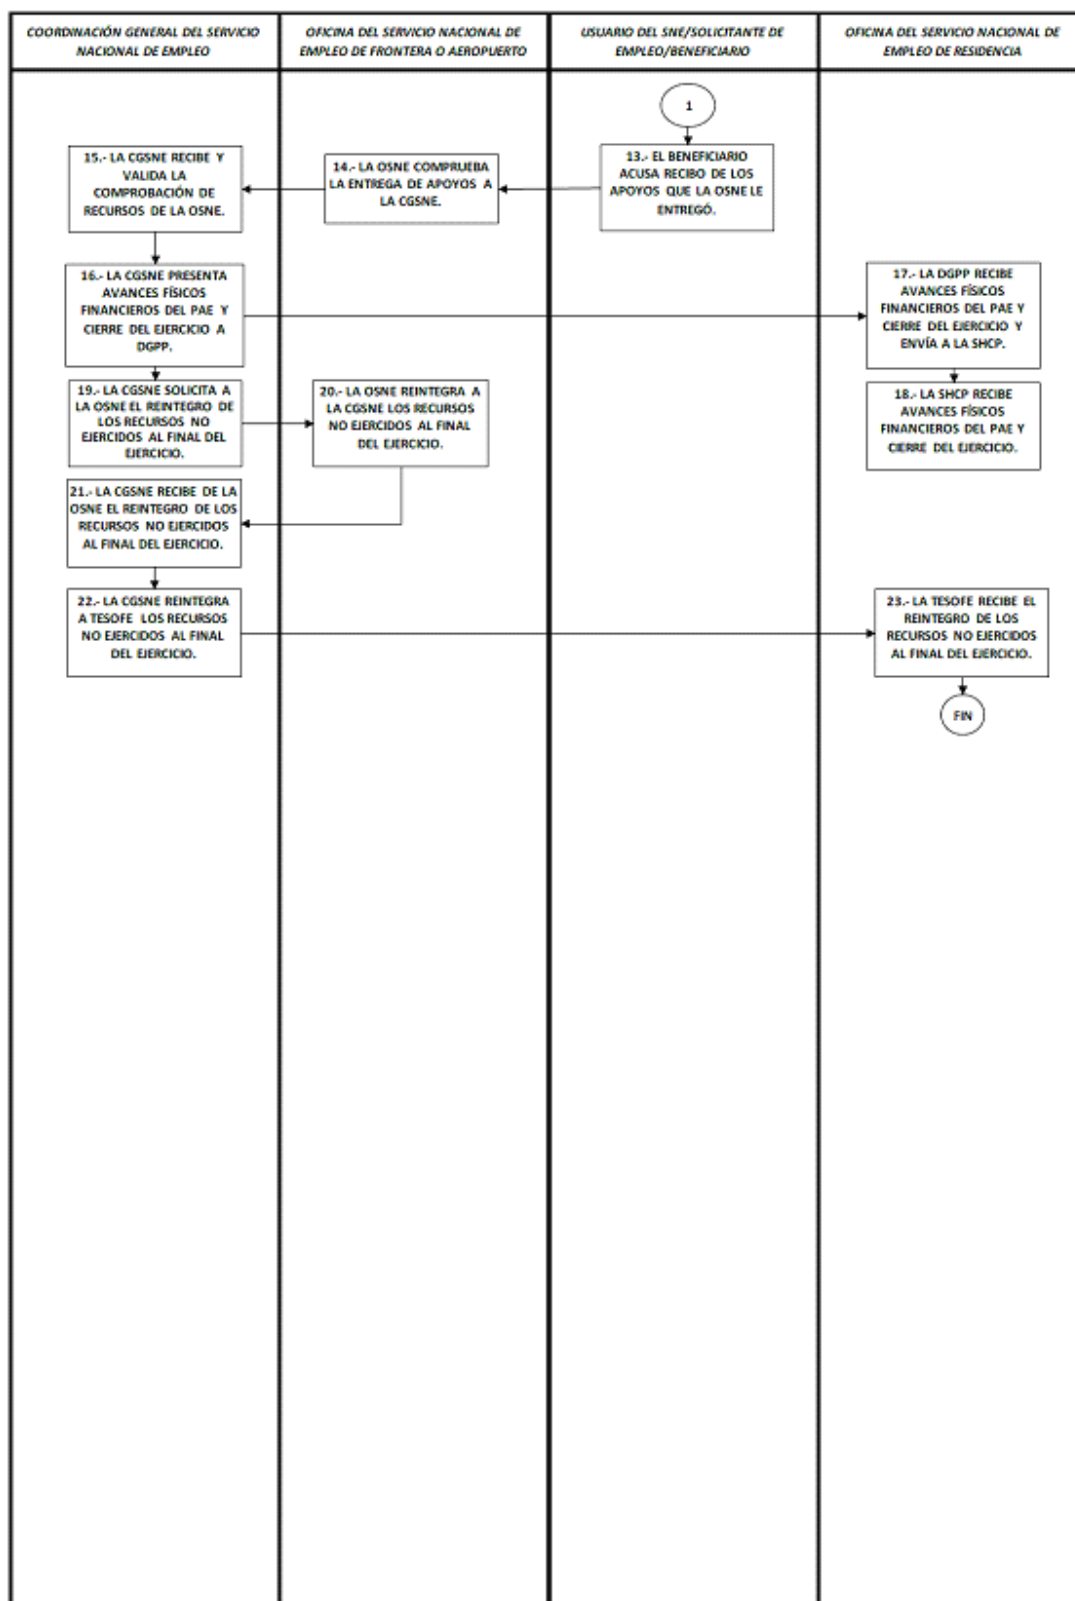 COORDINACIÓN GENERAL DEL SERVICIO
NACIONAL DE EMPLEO
OFICINA DEL SERVICIO NACIONAL DE
EMPLEO DE FRONTERA O AEROPUERTO
USUARIO DEL SNE/SOLICITANTE DE
EMPLEO/BENEFICIARIO
OFICINA DEL SERVICIO NACIONAL DE
EMPLEO DE RESIDENCIA
1
13.- EL BENEFICIARIO
ACUSA RECIBO DE LOS
APOYOS QUE LA OSNE LE
ENTREGÓ.
14.- LA OSNE COMPRUEBA
LA ENTREGA DE APOYOS A
LA CGSNE.
15.- LA CGSNE RECIBE Y
VALIDA LA
COMPROBACIÓN DE
RECURSOS DE LA OSNE.
16.- LA CGSNE PRESENTA
AVANCES FÍSICOS
FINANCIEROS DEL PAE Y
CIERRE DEL EJERCICIO A
DGPP.
17.- LA DGPP RECIBE
AVANCES FÍSICOS
FINANCIEROS DEL PAE Y
CIERRE DEL EJERCICIO Y
ENVÍA A LA SHCP.
18.- LA SHCP RECIBE
AVANCES FÍSICOS
FINANCIEROS DEL PAE Y
CIERRE DEL EJERCICIO.
19.- LA CGSNE SOLICITA A
LA OSNE EL REINTEGRO DE
LOS RECURSOS NO
EJERCIDOS AL FINAL DEL
EJERCICIO.
20.- LA OSNE REINTEGRA A
LA CGSNE LOS RECURSOS
NO EJERCIDOS AL FINAL
DEL EJERCICIO.
21.- LA CGSNE RECIBE DE LA
OSNE EL REINTEGRO DE LOS
RECURSOS NO EJERCIDOS
AL FINAL DEL EJERCICIO.
22.- LA CGSNE REINTEGRA
A TESOFE LOS RECURSOS
NO EJERCIDOS AL FINAL
DEL EJERCICIO.
23.- LA TESOFE RECIBE EL
REINTEGRO DE LOS
RECURSOS NO EJERCIDOS
AL FINAL DEL EJERCICIO.
FIN